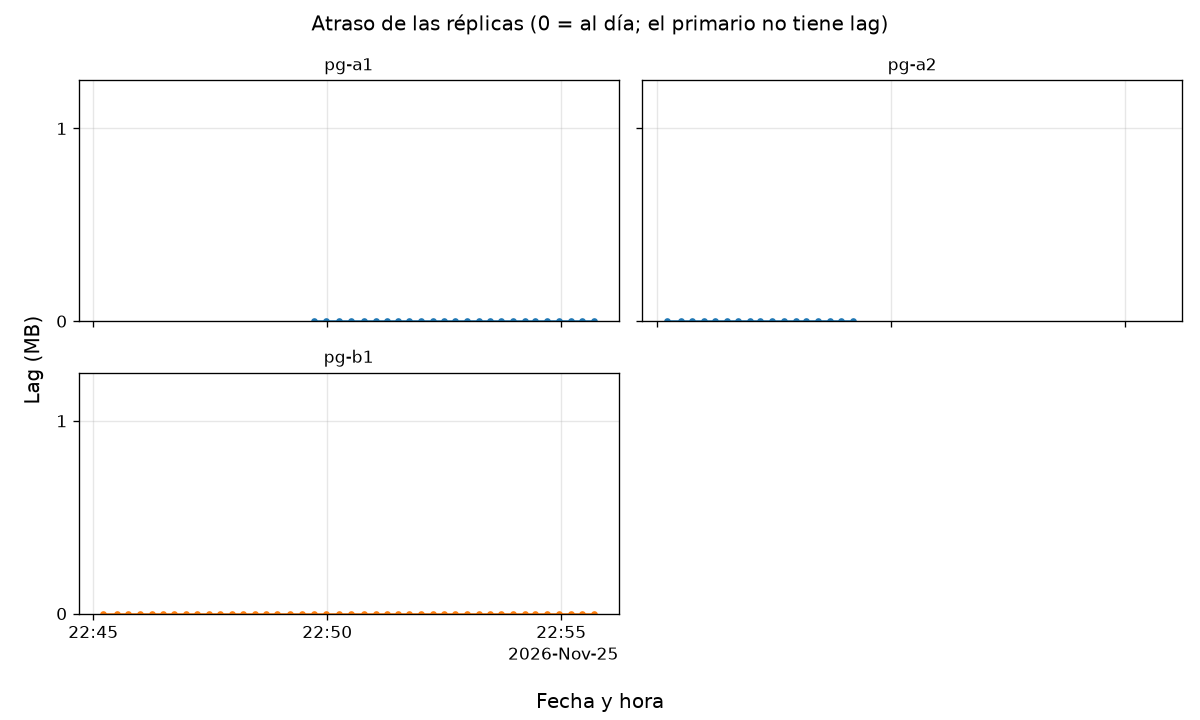 Atraso de las réplicas (0 = al día; el primario no tiene lag)
pg-a1
pg-a2
1
0
pg-b1
Lag (MB)
1
0
22:45
22:50
22:55
2026-Nov-25
Fecha y hora